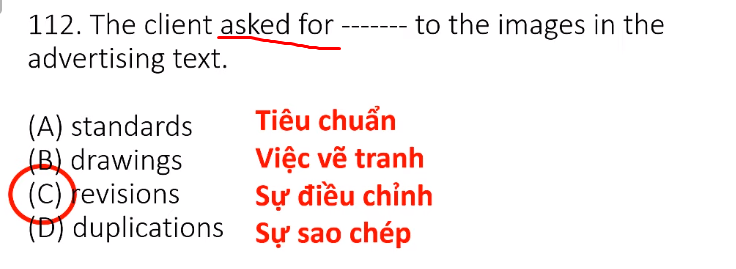 112. The client asked for ------- to the images in the
advertising text.
(A) standards Tiêu chuẩn
(B) drawings Việc vẽ tranh
(C) revisions Sự điều chỉnh
(D) duplications Sự sao chép